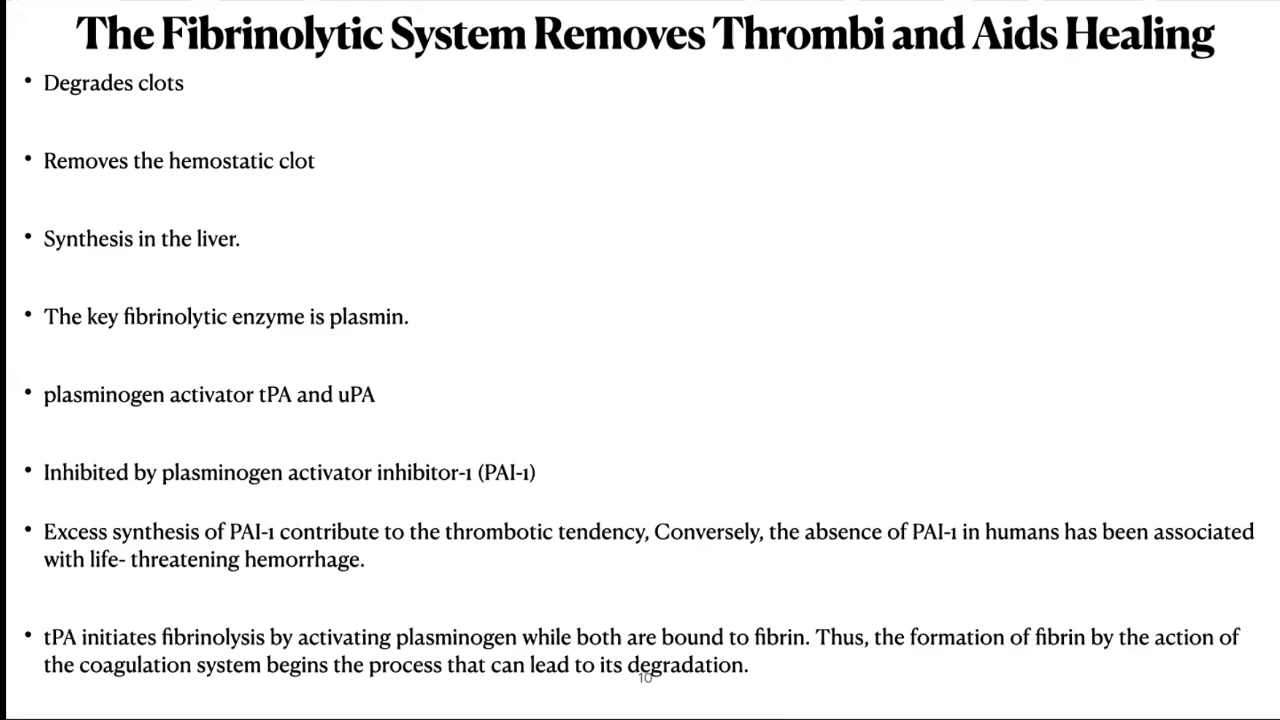 The Fibrinolytic System Removes Thrombi and Aids Healing
• Degrades clots
• Removes the hemostatic clot
• Synthesis in the liver.
• The key fibrinolytic enzyme is plasmin.
• plasminogen activator tPA and uPA
• Inhibited by plasminogen activator inhibitor-1 (PAI-1)
• Excess synthesis of PAI-1 contribute to the thrombotic tendency, Conversely, the absence of PAI-1 in humans has been associated
with life- threatening hemorrhage.
• tPA initiates fibrinolysis by activating plasminogen while both are bound to fibrin. Thus, the formation of fibrin by the action of
the coagulation system begins the process that can lead to its degradation.
10